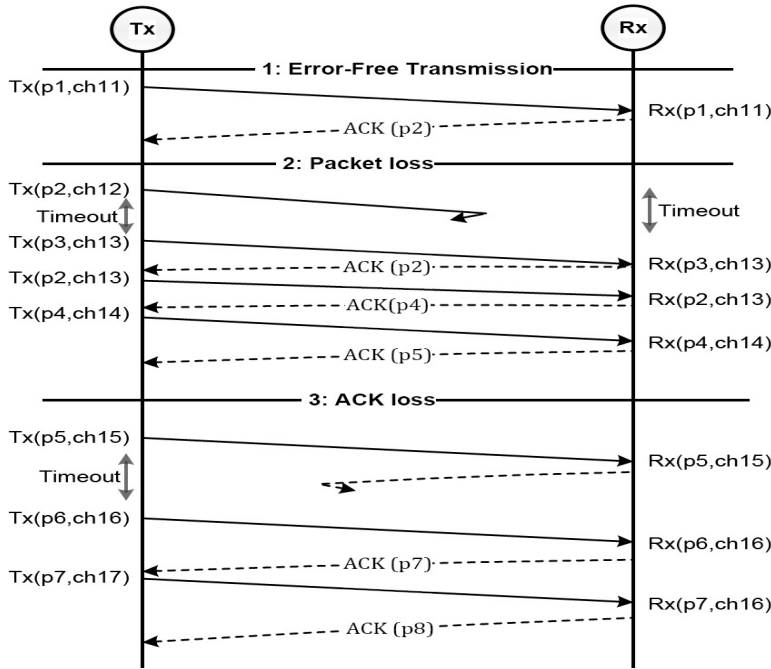 Tx
Rx
1: Error-Free Transmission
Tx(p1,ch11)
Rx(p1,ch11)
ACK (p2)
2: Packet loss
Tx(p2,ch12)
Timeout
Timeout
Tx(p3,ch13)
ACK (p2)
Rx(p3,ch13)
Tx(p2,ch13)
ACK(p4)
Rx(p2,ch13)
Tx(p4,ch14)
Rx(p4,ch14)
ACK (p5)
3: ACK loss
Tx(p5,ch15)
Rx(p5,ch15)
Timeout
Tx(p6,ch16)
Rx(p6,ch16)
ACK (p7)
Tx(p7,ch17)
Rx(p7,ch16)
ACK (p8)